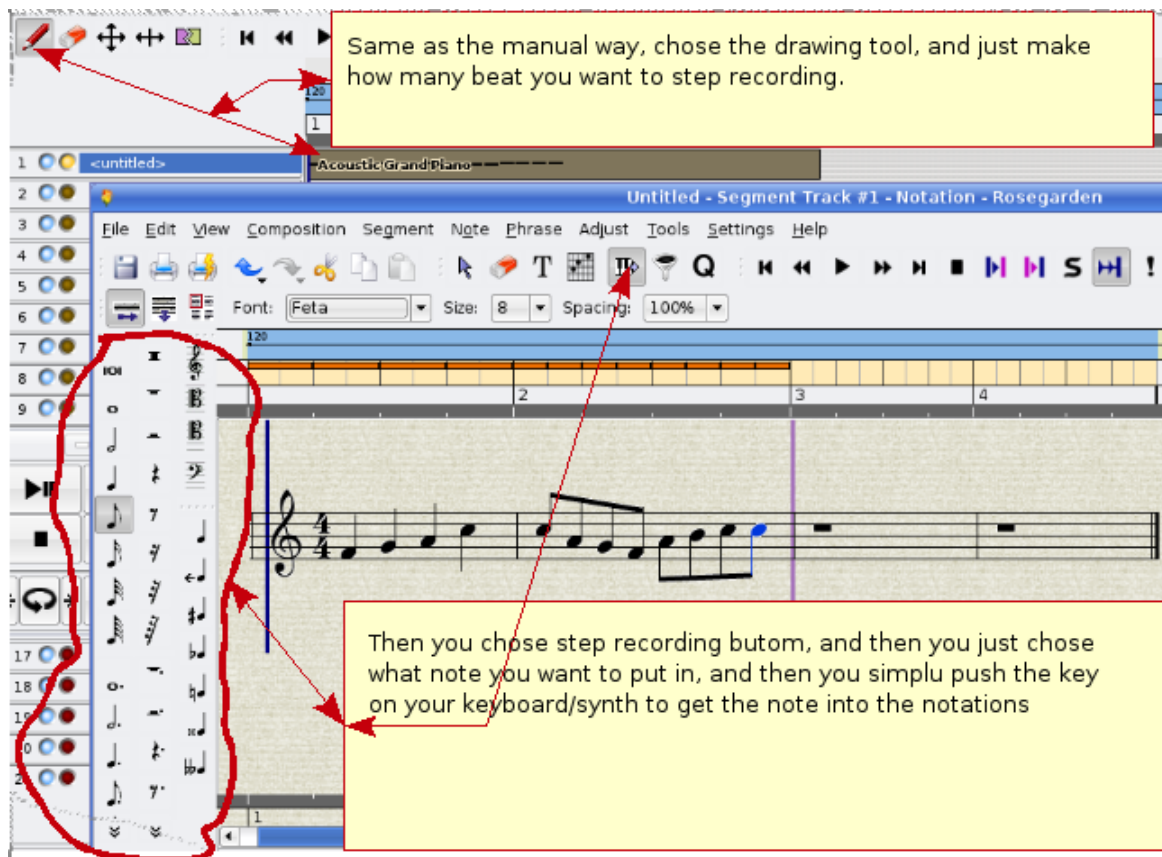 Same as the manual way, chose the drawing tool, and just make
how many beat you want to step recording.
120
1
1 <untitled> Acoustic Grand Piano
2
Untitled - Segment Track #1 - Notation - Rosegarden
3
File Edit View Composition Segment Note Phrase Adjust Tools Settings Help
4
T Q S !
5
6
Font: Feta Size: 8 Spacing: 100%
7
120
8
2 3 4
9
4
4
Then you chose step recording butom, and then you just chose
what note you want to put in, and then you simplu push the key
on your keyboard/synth to get the note into the notations
17
18
1